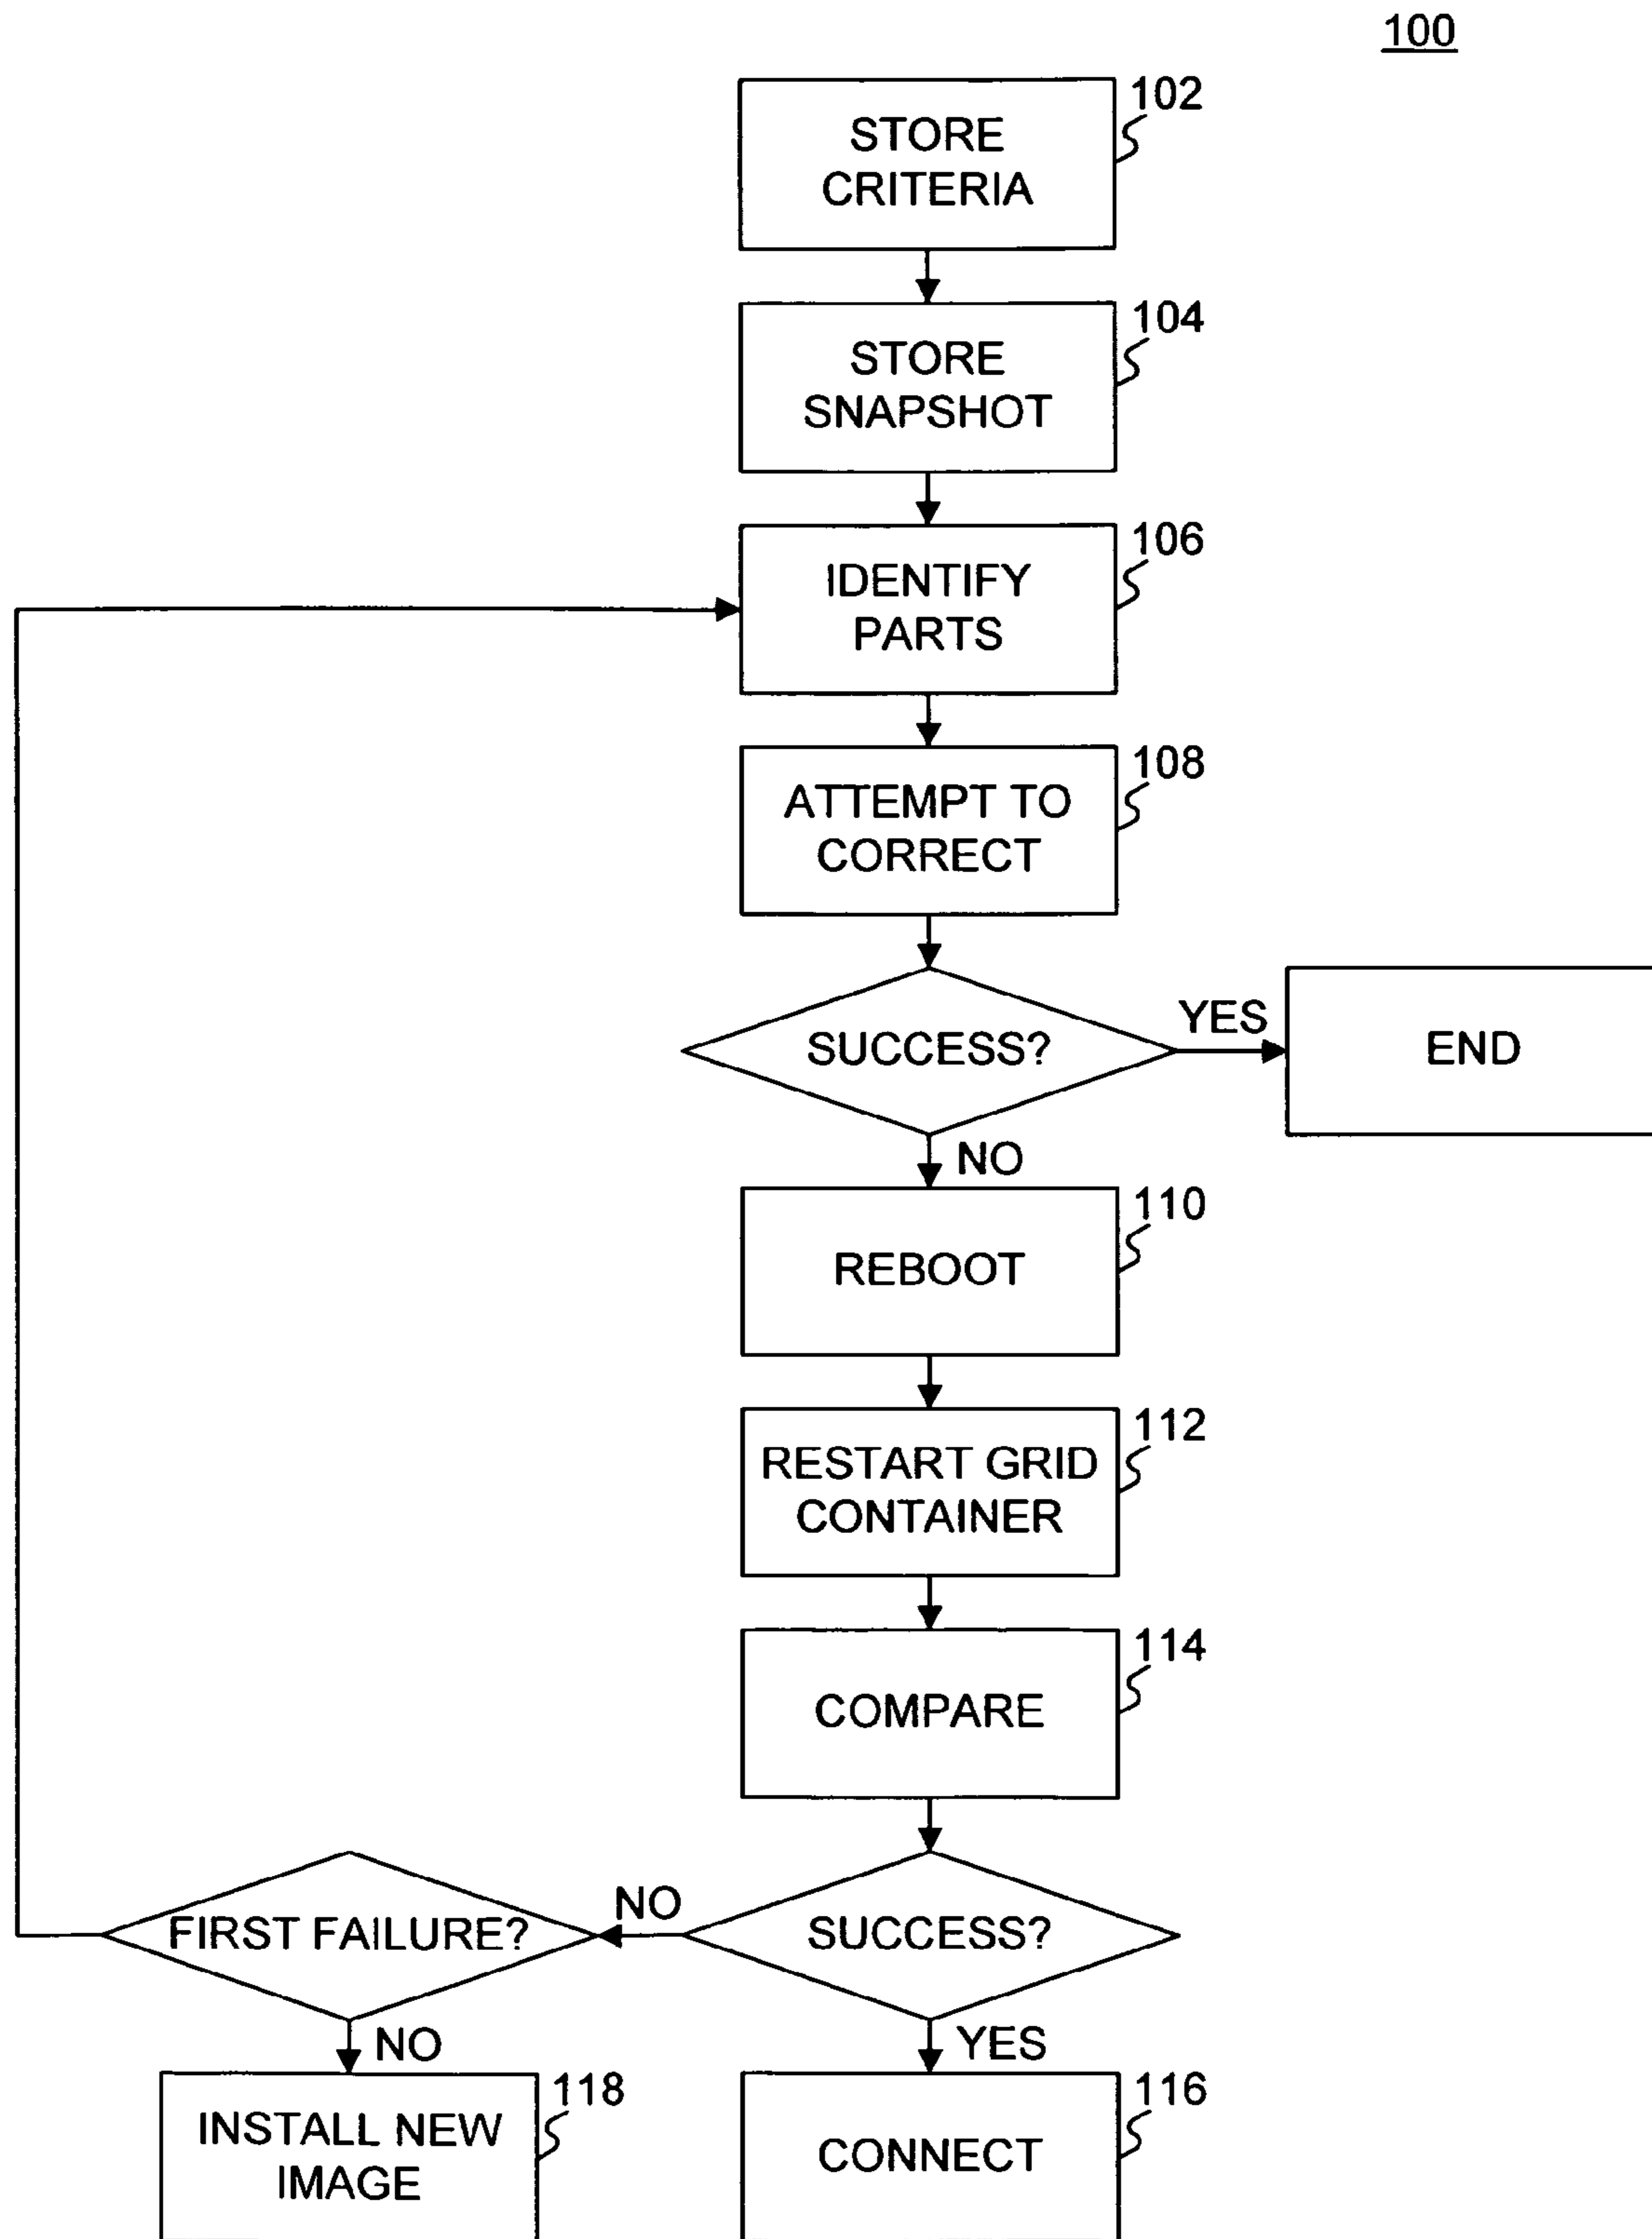 100
102
STORE
CRITERIA
104
STORE
SNAPSHOT
106
IDENTIFY
PARTS
108
ATTEMPT TO
CORRECT
SUCCESS?
YES
END
NO
110
REBOOT
112
RESTART GRID
CONTAINER
114
COMPARE
FIRST FAILURE?
NO
SUCCESS?
NO
YES
118
INSTALL NEW
IMAGE
116
CONNECT